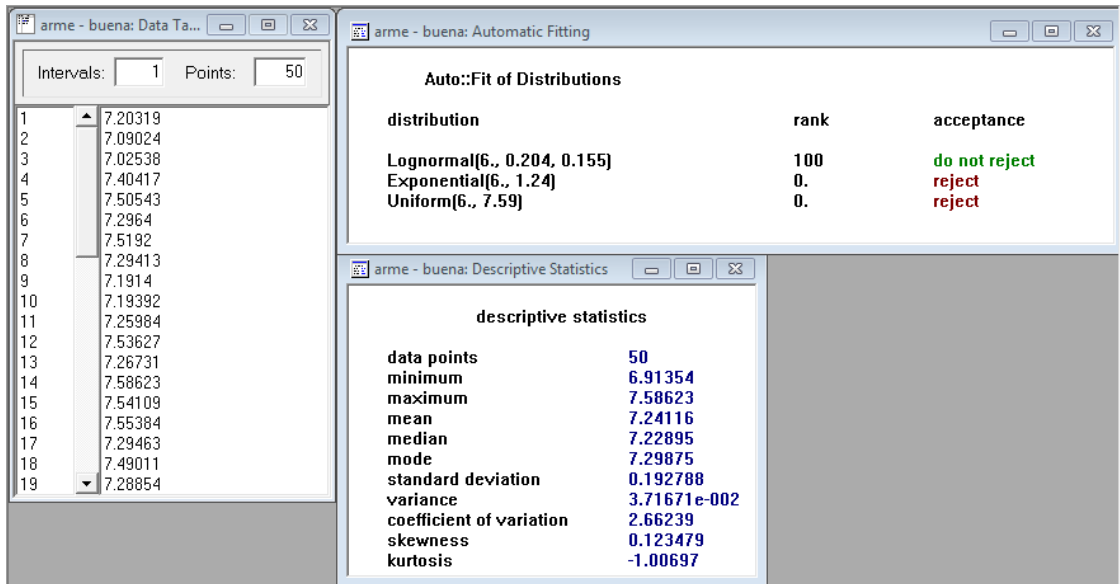 arme - buena: Data Ta...
Intervals: 1 Points: 50
1 7.20319
2 7.09024
3 7.02538
4 7.40417
5 7.50543
6 7.2964
7 7.5192
8 7.29413
9 7.1914
10 7.19392
11 7.25984
12 7.53627
13 7.26731
14 7.58623
15 7.54109
16 7.55384
17 7.29463
18 7.49011
19 7.28854
arme - buena: Automatic Fitting
Auto::Fit of Distributions
distribution rank acceptance
Lognormal(6., 0.204, 0.155) 100 do not reject
Exponential(6., 1.24) 0. reject
Uniform(6., 7.59) 0. reject
arme - buena: Descriptive Statistics
descriptive statistics
data points 50
minimum 6.91354
maximum 7.58623
mean 7.24116
median 7.22895
mode 7.29875
standard deviation 0.192788
variance 3.71671e-002
coefficient of variation 2.66239
skewness 0.123479
kurtosis -1.00697